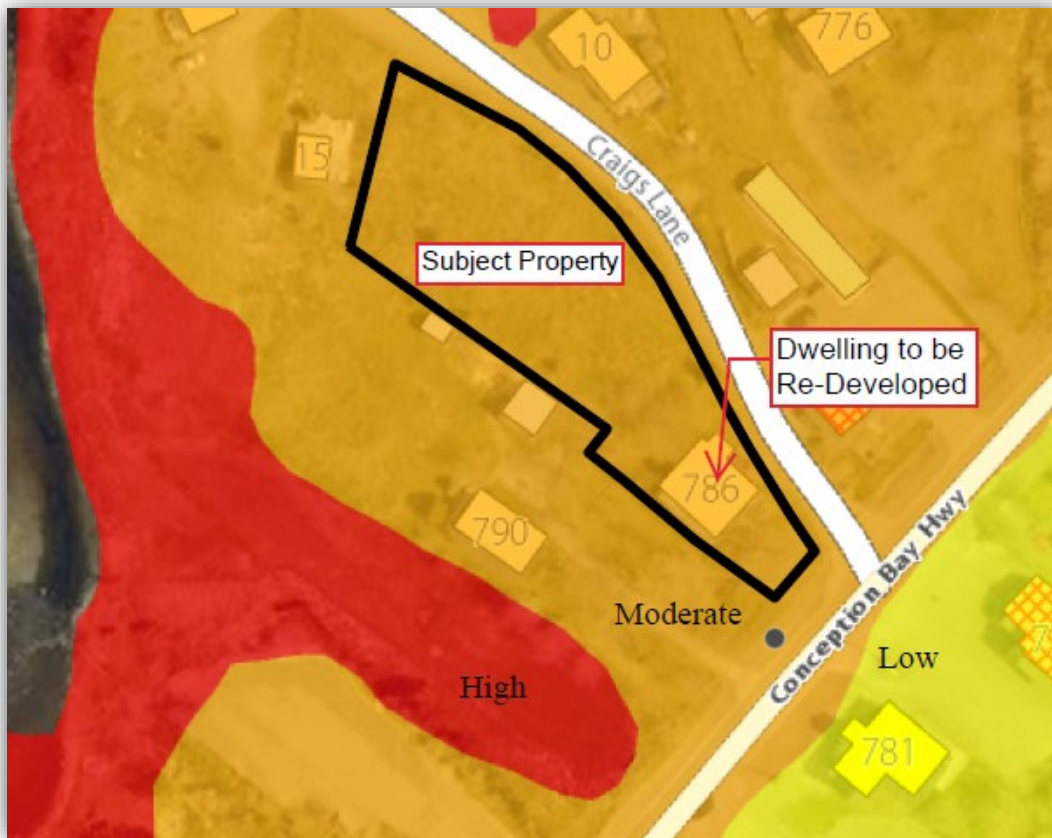 10
776
15
Craigs Lane
Subject Property
Dwelling to be
Re-Developed
786
790
Moderate
Conception Bay Hwy
Low
High
781